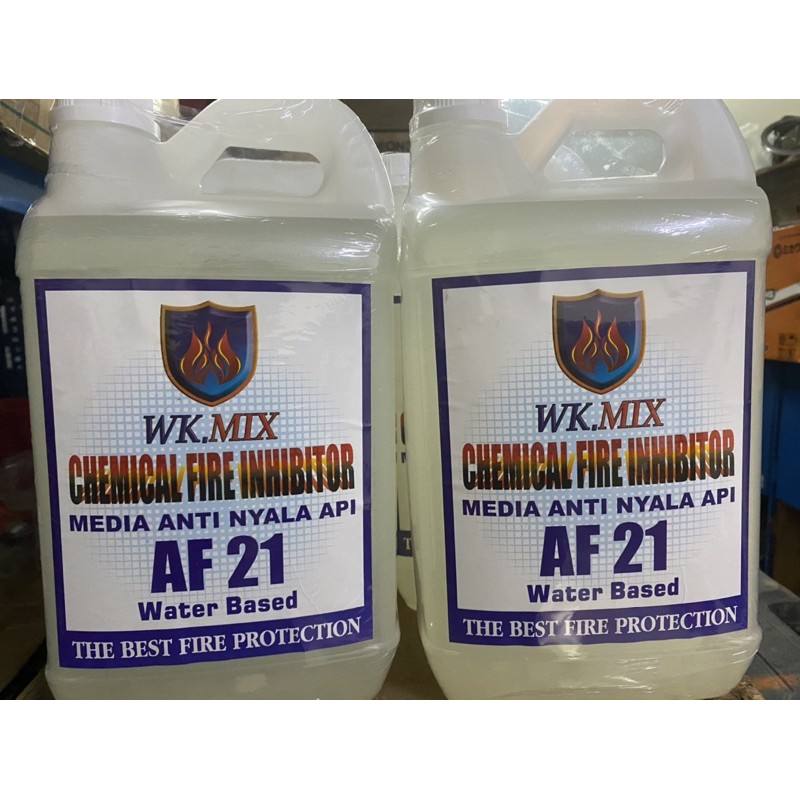 WK.MIX
CHEMICAL FIRE INHIBITOR
MEDIA ANTI NYALA API
AF 21
Water Based
THE BEST FIRE PROTECTION
WK.MIX
CHEMICAL FIRE INHIBITOR
MEDIA ANTI NYALA API
AF 21
Water Based
THE BEST FIRE PROTECTION